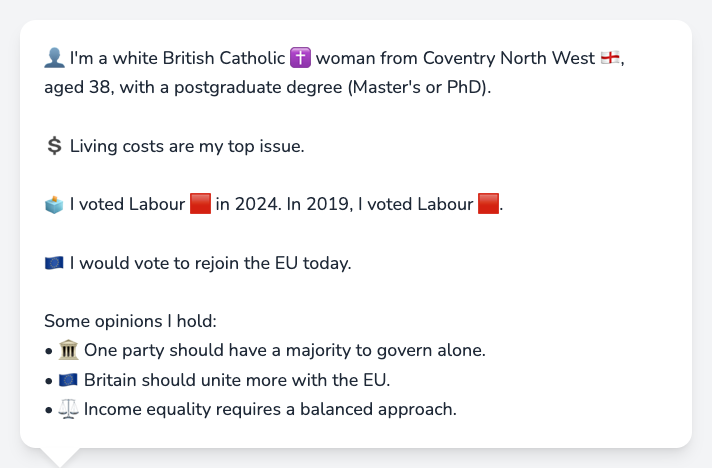 👤 I'm a white British Catholic ✝️ woman from Coventry North West 🏴󠁧󠁢󠁥󠁮󠁧󠁿,
aged 38, with a postgraduate degree (Master's or PhD).
💲 Living costs are my top issue.
🗳️ I voted Labour 🟥 in 2024. In 2019, I voted Labour 🟥.
🇪🇺 I would vote to rejoin the EU today.
Some opinions I hold:
• 🏛️ One party should have a majority to govern alone.
• 🇪🇺 Britain should unite more with the EU.
• ⚖️ Income equality requires a balanced approach.